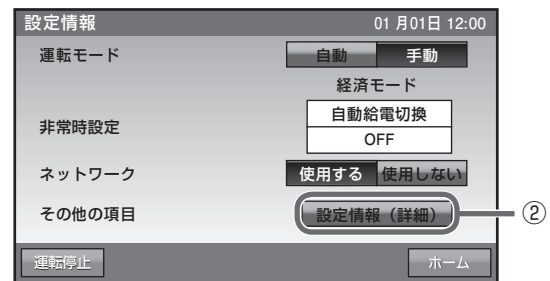 設定情報 01 月01日 12:00
運転モード 自動 手動
経済モード
非常時設定 自動給電切換
OFF
ネットワーク 使用する 使用しない
その他の項目 設定情報（詳細） ②
運転停止 ホーム